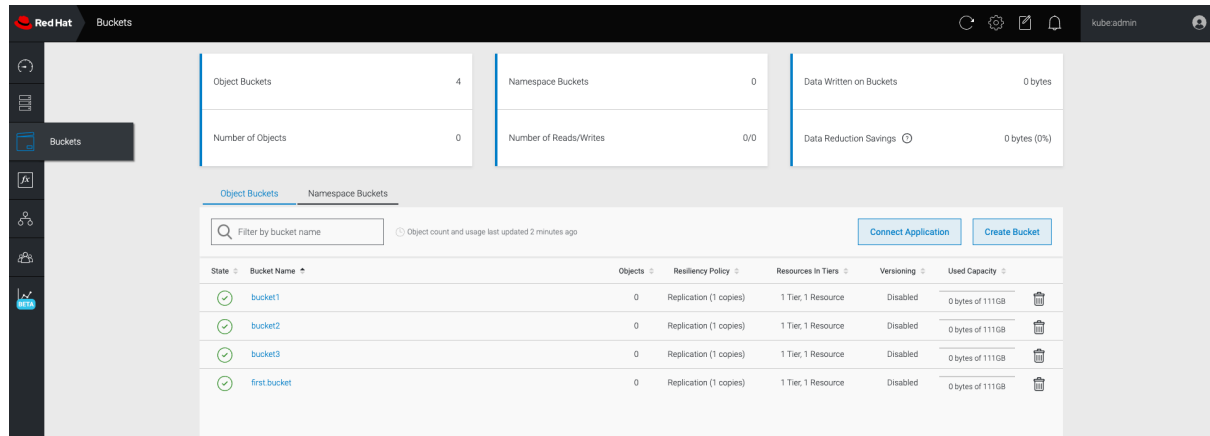 Red Hat Buckets kube:admin
Buckets
Object Buckets 4
Number of Objects 0
Namespace Buckets 0
Number of Reads/Writes 0/0
Data Written on Buckets 0 bytes
Data Reduction Savings ? 0 bytes (0%)
fx
BETA
Object Buckets Namespace Buckets
Filter by bucket name Object count and usage last updated 2 minutes ago Connect Application Create Bucket
State Bucket Name Objects Resiliency Policy Resources In Tiers Versioning Used Capacity
bucket1 0 Replication (1 copies) 1 Tier, 1 Resource Disabled 0 bytes of 111GB
bucket2 0 Replication (1 copies) 1 Tier, 1 Resource Disabled 0 bytes of 111GB
bucket3 0 Replication (1 copies) 1 Tier, 1 Resource Disabled 0 bytes of 111GB
first.bucket 0 Replication (1 copies) 1 Tier, 1 Resource Disabled 0 bytes of 111GB